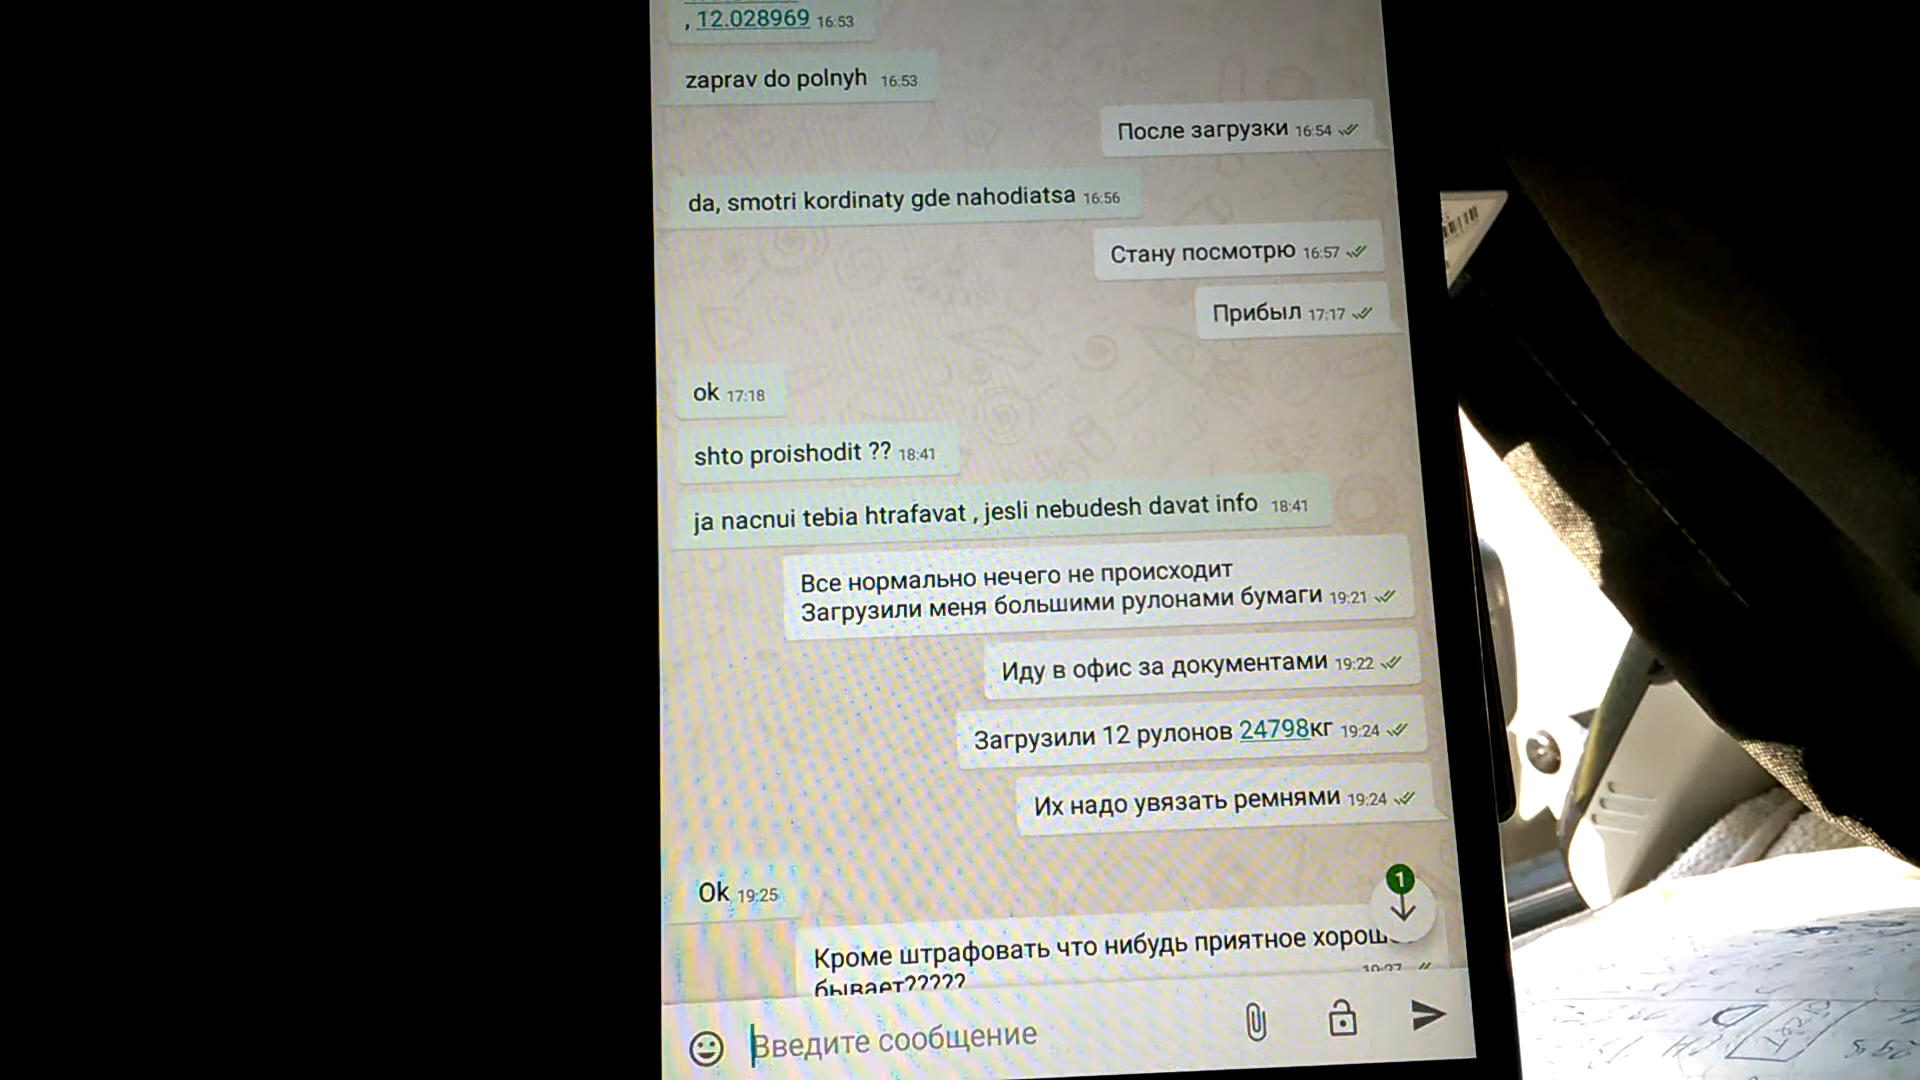 , 12.028969 16:53
zaprav do polnyh 16:53
После загрузки 16:54
da, smotri kordinaty gde nahodiatsa 16:56
Стану посмотрю 16:57
Прибыл 17:17
ok 17:18
shto proishodit ?? 18:41
ja nacnui tebia htrafavat , jesli nebudesh davat info 18:41
Все нормально нечего не происходит
Загрузили меня большими рулонами бумаги 19:21
Иду в офис за документами 19:22
Загрузили 12 рулонов 24798кг 19:24
Их надо увязать ремнями 19:24
1
Ok 19:25
Кроме штрафовать что нибудь приятное
бывает?????
Введите сообщение